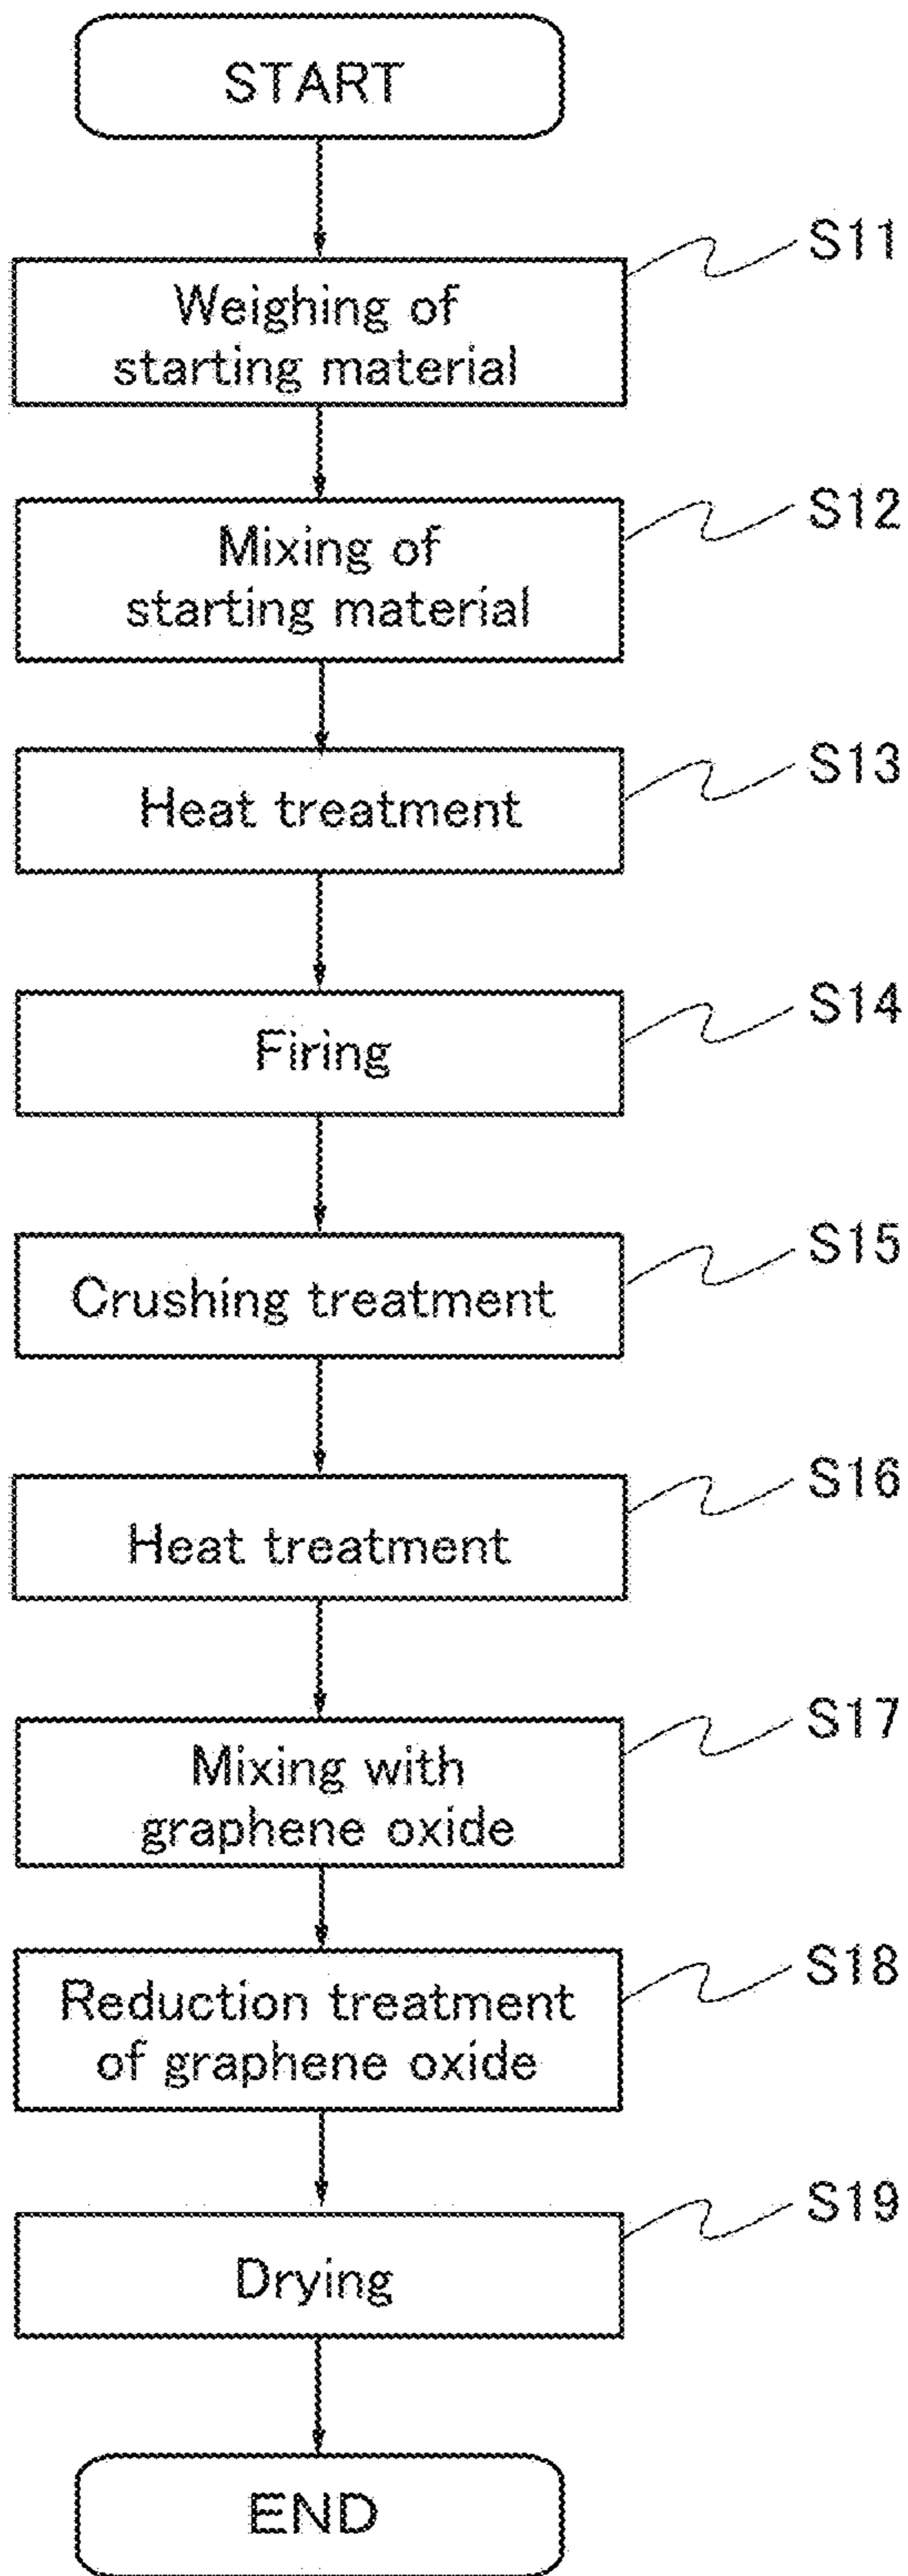 START
S11
Weighing of
starting material
S12
Mixing of
starting material
S13
Heat treatment
S14
Firing
S15
Crushing treatment
S16
Heat treatment
S17
Mixing with
graphene oxide
S18
Reduction treatment
of graphene oxide
S19
Drying
END